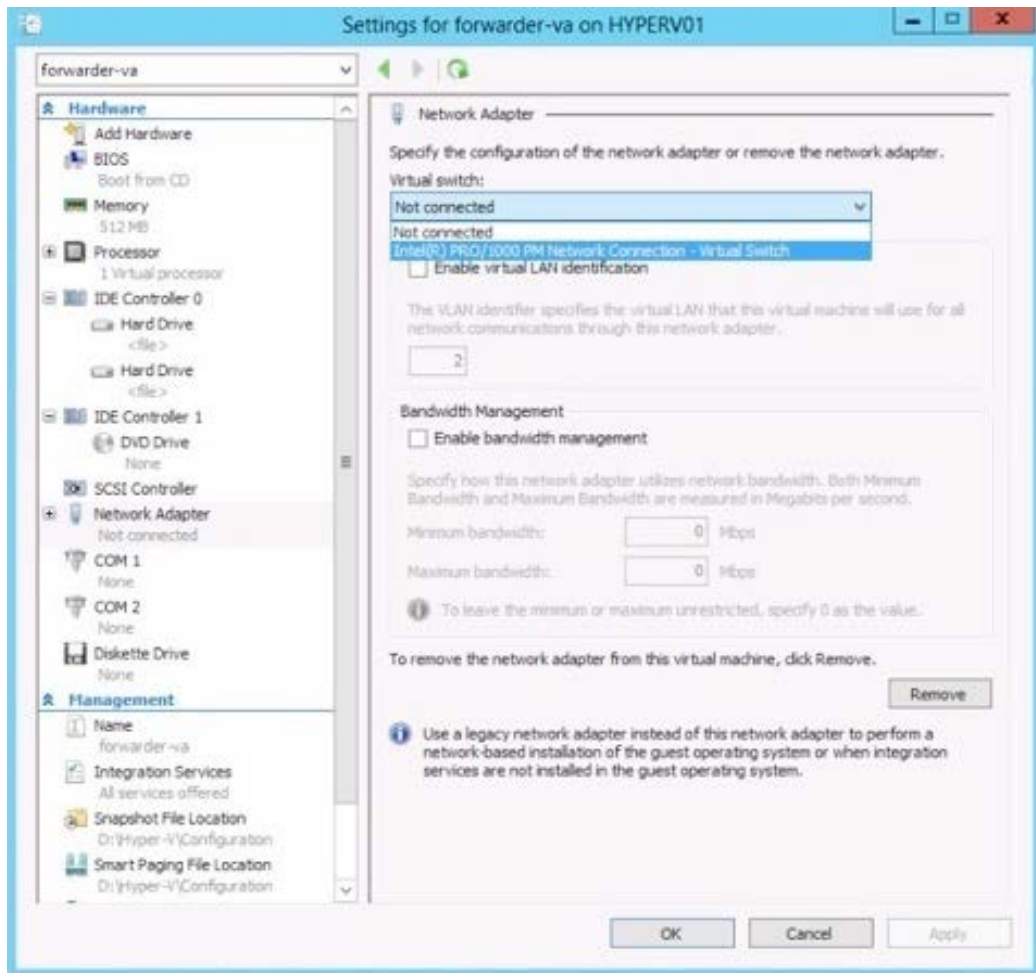 Settings for forwarder-va on HYPERV01
forwarder-va
Hardware
Add Hardware
BIOS
Boot from CD
Memory
512 MB
Processor
1 Virtual processor
IDE Controller 0
Hard Drive
<file>
Hard Drive
<file>
IDE Controller 1
DVD Drive
None
SCSI Controller
Network Adapter
Not connected
COM 1
None
COM 2
None
Diskette Drive
None
Management
Name
forwarder-va
Integration Services
All services offered
Snapshot File Location
D:\Hyper-V\Configuration
Smart Paging File Location
D:\Hyper-V\Configuration
Network Adapter
Specify the configuration of the network adapter or remove the network adapter.
Virtual switch:
Not connected
Not connected
Intel(R) PRO/1000 PM Network Connection - Virtual Switch
Enable virtual LAN identification
The VLAN identifier specifies the virtual LAN that this virtual machine will use for all
network communications through this network adapter.
2
Bandwidth Management
Enable bandwidth management
Specify how this network adapter utilizes network bandwidth. Both Minimum
Bandwidth and Maximum Bandwidth are measured in Megabits per second.
Minimum bandwidth:
0 Mbps
Maximum bandwidth:
0 Mbps
To leave the minimum or maximum unrestricted, specify 0 as the value.
To remove the network adapter from this virtual machine, click Remove.
Remove
Use a legacy network adapter instead of this network adapter to perform a
network-based installation of the guest operating system or when integration
services are not installed in the guest operating system.
OK
Cancel
Apply